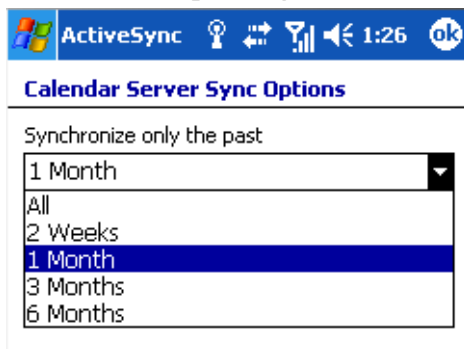 ActiveSync 1:26 ok
Calendar Server Sync Options
Synchronize only the past
1 Month
All
2 Weeks
1 Month
3 Months
6 Months